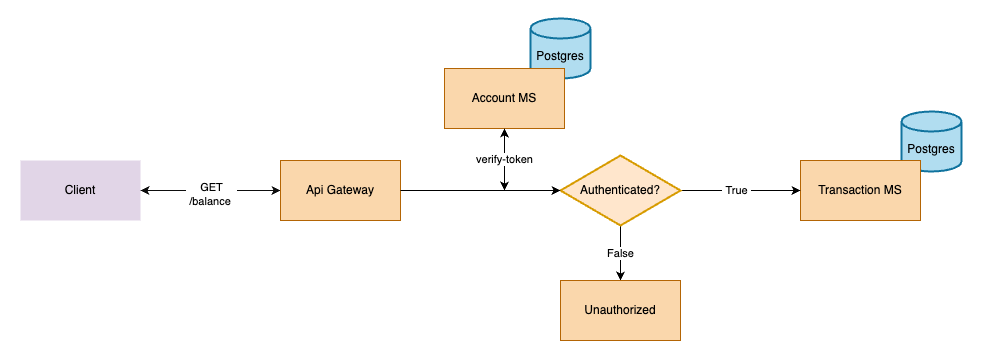 Postgres
Account MS
verify-token
Postgres
Client
GET
/balance
Api Gateway
Authenticated?
True
Transaction MS
False
Unauthorized